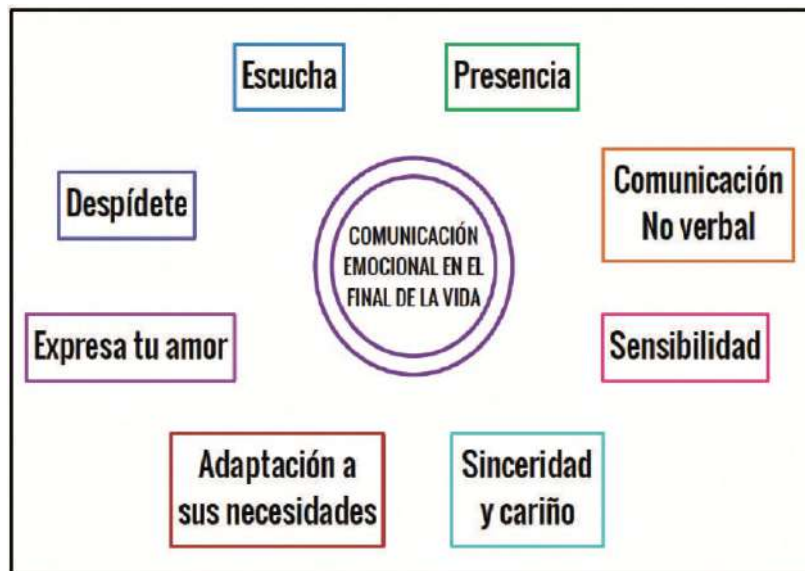 Escucha
Presencia
Comunicación
No verbal
Despídete
COMUNICACIÓN
EMOCIONAL EN EL
FINAL DE LA VIDA
Expresa tu amor
Sensibilidad
Adaptación a
sus necesidades
Sinceridad
y cariño